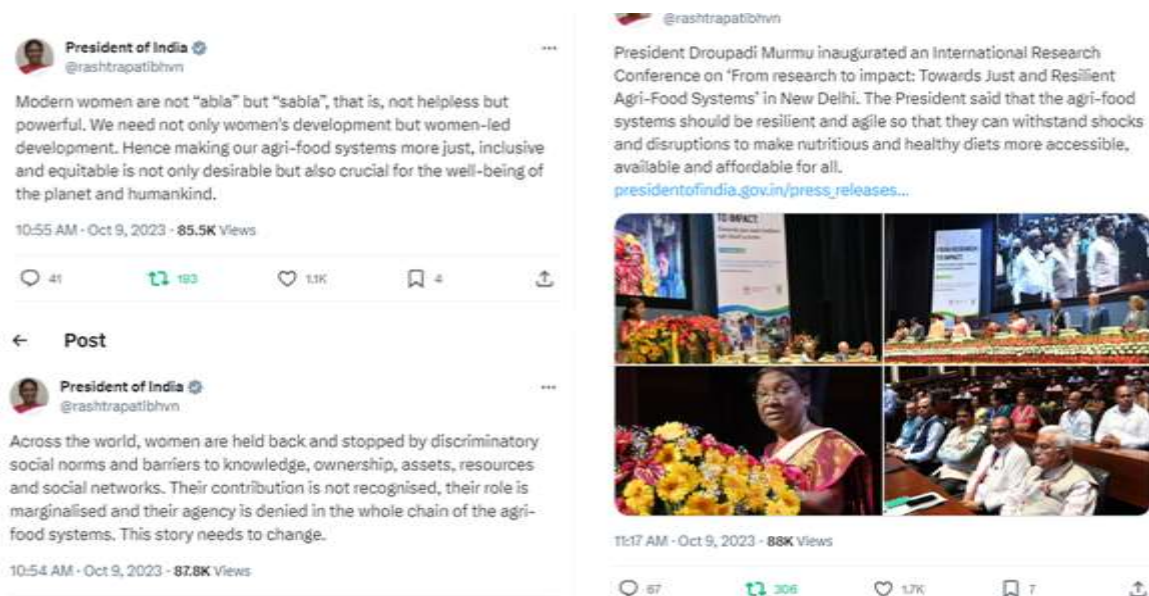 President of India
@rashtrapatibhvn
Modern women are not “abla” but “sabla”, that is, not helpless but
powerful. We need not only women's development but women-led
development. Hence making our agri-food systems more just, inclusive
and equitable is not only desirable but also crucial for the well-being of
the planet and humankind.
10:55 AM · Oct 9, 2023 · 85.5K Views
41 193 1.1K 4
Post
President of India
@rashtrapatibhvn
Across the world, women are held back and stopped by discriminatory
social norms and barriers to knowledge, ownership, assets, resources
and social networks. Their contribution is not recognised, their role is
marginalised and their agency is denied in the whole chain of the agri-
food systems. This story needs to change.
10:54 AM · Oct 9, 2023 · 87.8K Views
@rashtrapatibhvn
President Droupadi Murmu inaugurated an International Research
Conference on ‘From research to impact: Towards Just and Resilient
Agri-Food Systems’ in New Delhi. The President said that the agri-food
systems should be resilient and agile so that they can withstand shocks
and disruptions to make nutritious and healthy diets more accessible,
available and affordable for all.
presidentofindia.gov.in/press_releases...
TO IMPACT:
FROM RESEARCH
TO IMPACT:
11:17 AM · Oct 9, 2023 · 88K Views
67 306 1.7K 7